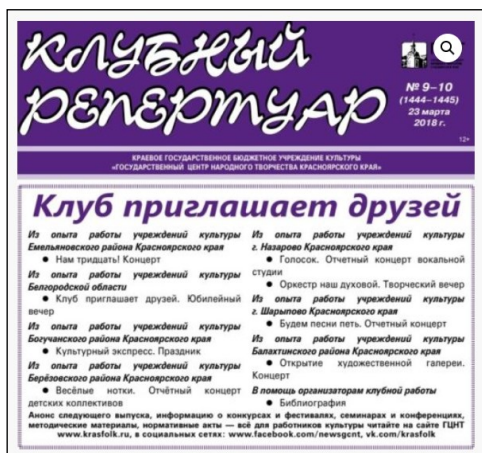 КЛУБНЫЙ
РЕПЕРТУАР
№ 9–10
(1444–1445)
23 марта
2018 г.
12+
КРАЕВОЕ ГОСУДАРСТВЕННОЕ БЮДЖЕТНОЕ УЧРЕЖДЕНИЕ КУЛЬТУРЫ
«ГОСУДАРСТВЕННЫЙ ЦЕНТР НАРОДНОГО ТВОРЧЕСТВА КРАСНОЯРСКОГО КРАЯ»
Клуб приглашает друзей
Из опыта работы учреждений культуры
Емельяновского района Красноярского края
● Нам тридцать! Концерт
Из опыта работы учреждений культуры
Белгородской области
● Клуб приглашает друзей. Юбилейный
вечер
Из опыта работы учреждений культуры
Богучанского района Красноярского края
● Культурный экспресс. Праздник
Из опыта работы учреждений культуры
Берёзовского района Красноярского края
● Весёлые нотки. Отчётный концерт
детских коллективов
Из опыта работы учреждений культуры
г. Назарово Красноярского края
● Голосок. Отчетный концерт вокальной
студии
● Оркестр наш духовой. Творческий вечер
Из опыта работы учреждений культуры
г. Шарыпово Красноярского края
● Будем песни петь. Отчетный концерт
Из опыта работы учреждений культуры
Балахтинского района Красноярского края
● Открытие художественной галереи.
Концерт
В помощь организаторам клубной работы
● Библиография
Анонс следующего выпуска, информацию о конкурсах и фестивалях, семинарах и конференциях,
методические материалы, нормативные акты — всё для работников культуры читайте на сайте ГЦНТ
www.krasfolk.ru, в социальных сетях: www.facebook.com/newsgcnt, vk.com/krasfolk